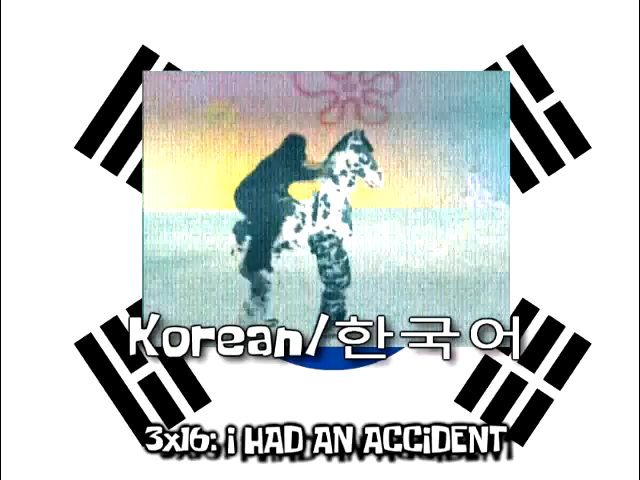 Korean/한국어
3x16: i HAD AN ACCiDENT